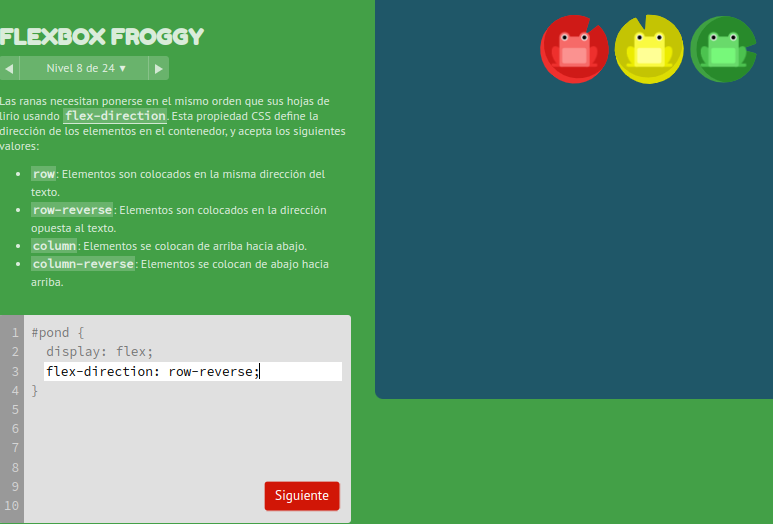 FLEXBOX FROGGY
◀ Nivel 8 de 24 ▾ ▶
Las ranas necesitan ponerse en el mismo orden que sus hojas de
lirio usando flex-direction. Esta propiedad CSS define la
dirección de los elementos en el contenedor, y acepta los siguientes
valores:
• row: Elementos son colocados en la misma dirección del
texto.
• row-reverse: Elementos son colocados en la dirección
opuesta al texto.
• column: Elementos se colocan de arriba hacia abajo.
• column-reverse: Elementos se colocan de abajo hacia
arriba.
1 #pond {
2 display: flex;
3 flex-direction: row-reverse;
4 }
5
6
7
8
9
10
Siguiente